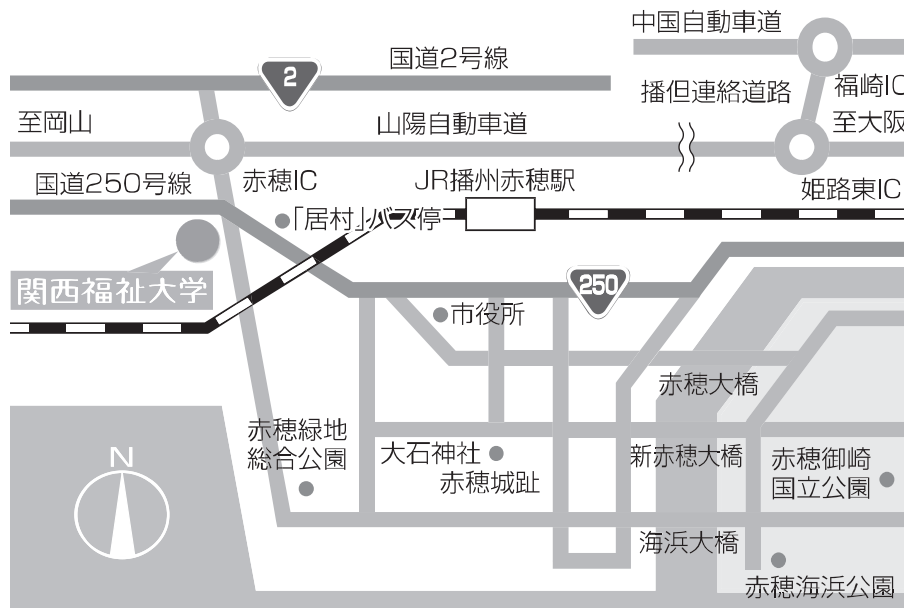 中国自動車道
国道2号線
2
播但連絡道路
福崎IC
至岡山
山陽自動車道
至大阪
国道250号線
赤穂IC
JR播州赤穂駅
姫路東IC
「居村」バス停
関西福祉大学
250
市役所
赤穂大橋
赤穂緑地
総合公園
大石神社
赤穂城趾
新赤穂大橋
赤穂御崎
国立公園
N
海浜大橋
赤穂海浜公園